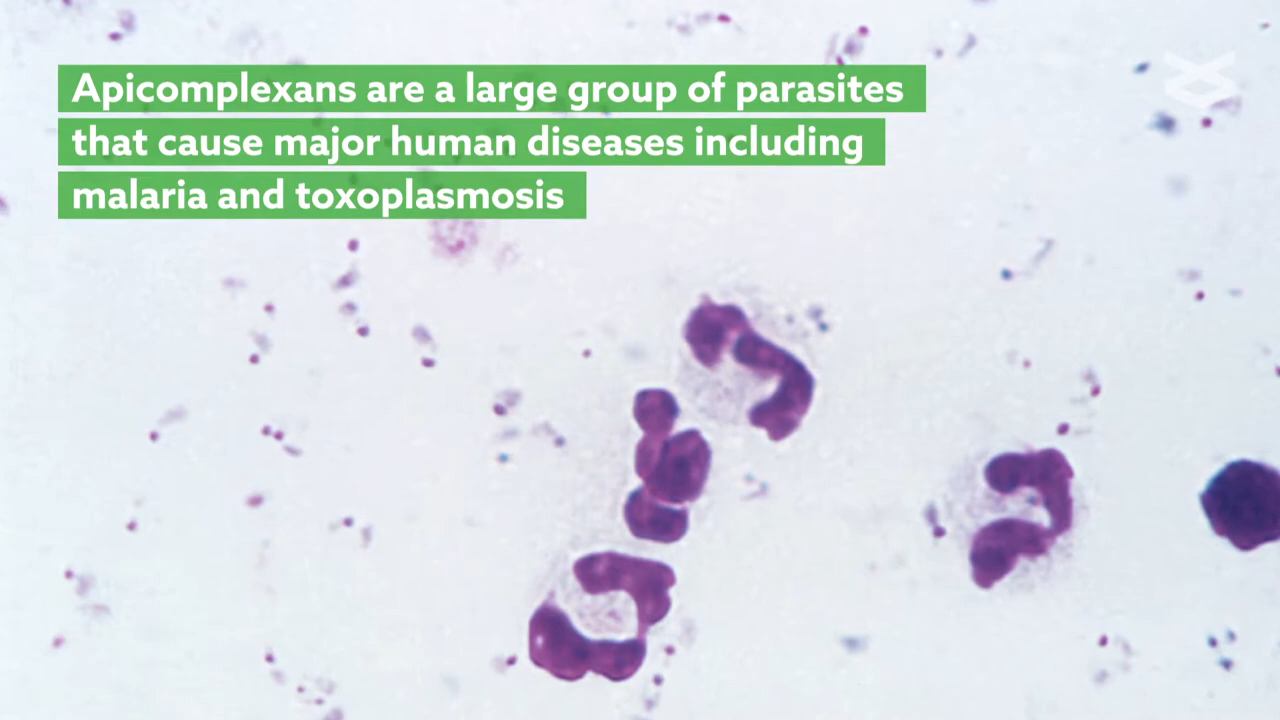 Apicomplexans are a large group of parasites
that cause major human diseases including
malaria and toxoplasmosis